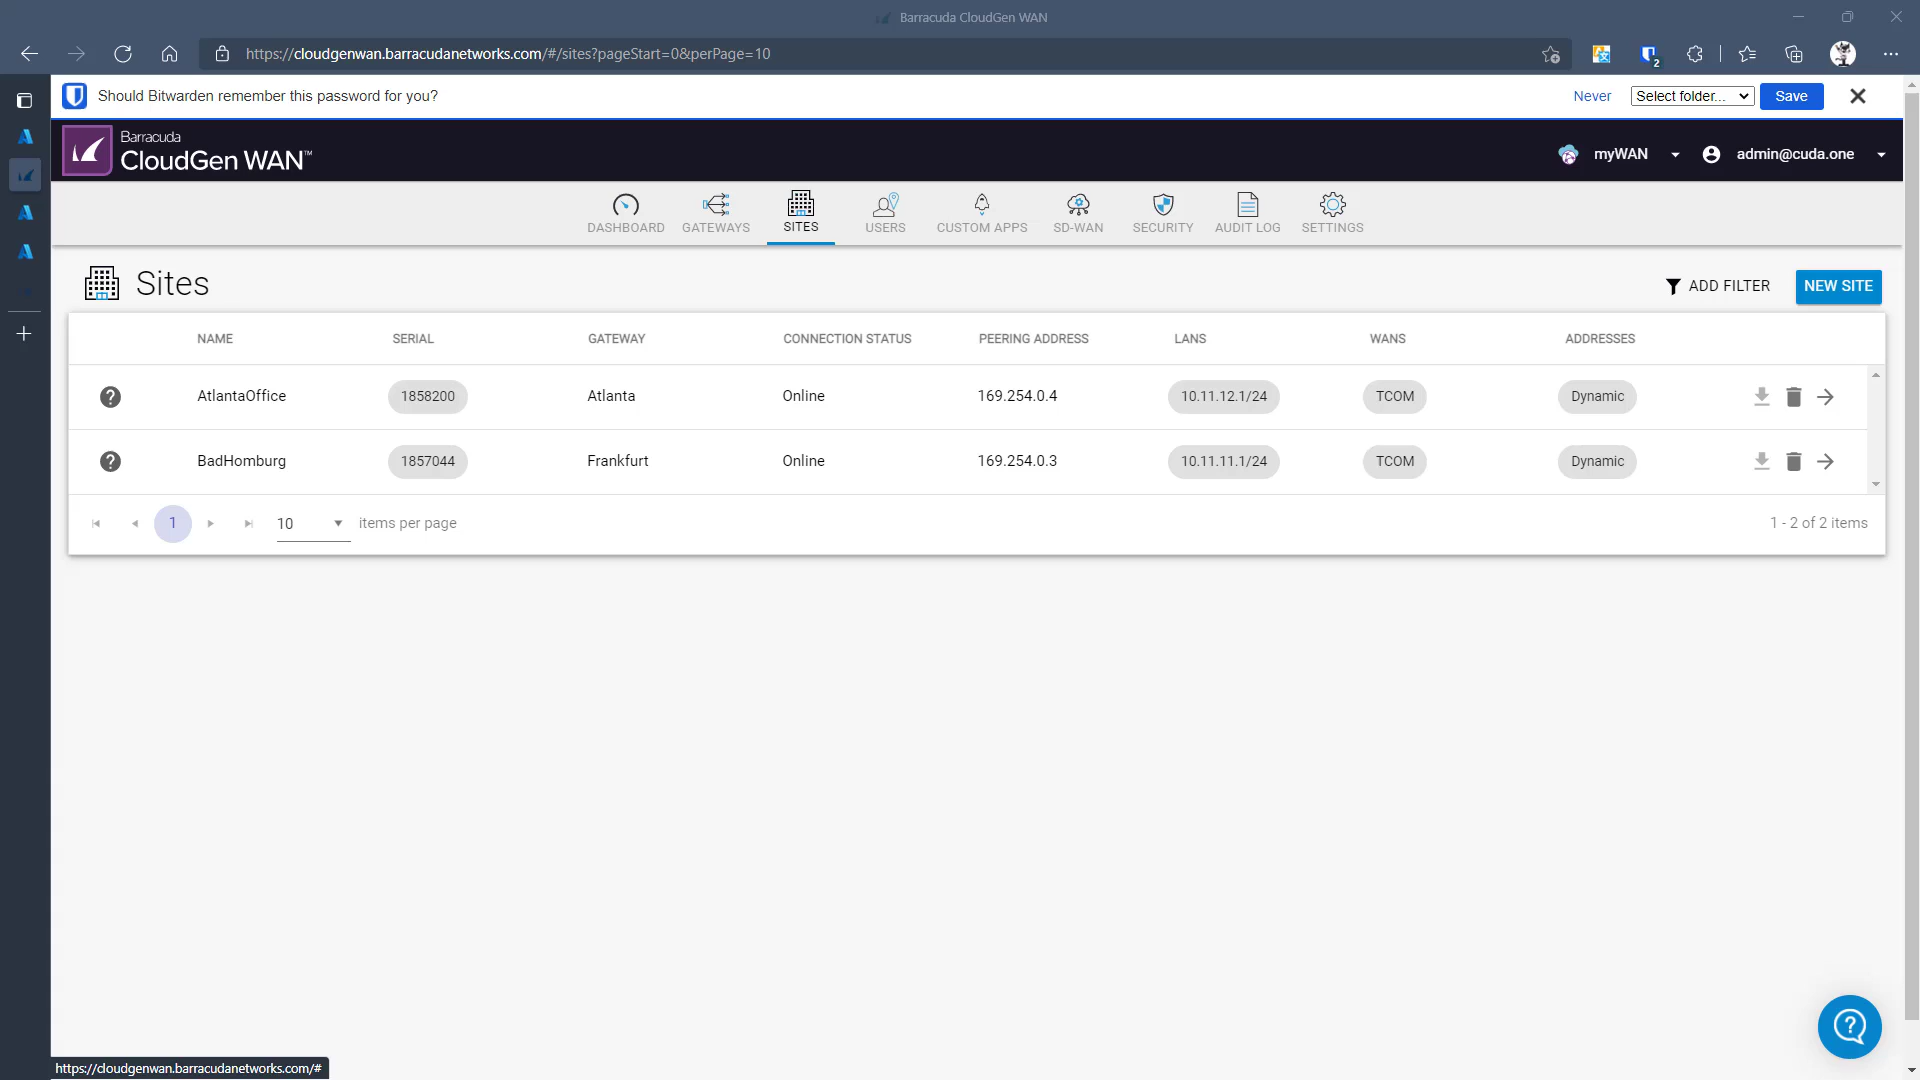 Barracuda CloudGen WAN
https://cloudgenwan.barracudanetworks.com/#/sites?pageStart=0&perPage=10
2
Should Bitwarden remember this password for you?
Never
Select folder...
Save
Barracuda
CloudGen WAN™
myWAN
admin@cuda.one
DASHBOARD
GATEWAYS
SITES
USERS
CUSTOM APPS
SD-WAN
SECURITY
AUDIT LOG
SETTINGS
Sites
ADD FILTER
NEW SITE
NAME SERIAL GATEWAY CONNECTION STATUS PEERING ADDRESS LANS WANS ADDRESSES
AtlantaOffice 1858200 Atlanta Online 169.254.0.4 10.11.12.1/24 TCOM Dynamic
BadHomburg 1857044 Frankfurt Online 169.254.0.3 10.11.11.1/24 TCOM Dynamic
1 10 items per page 1 - 2 of 2 items
https://cloudgenwan.barracudanetworks.com/#